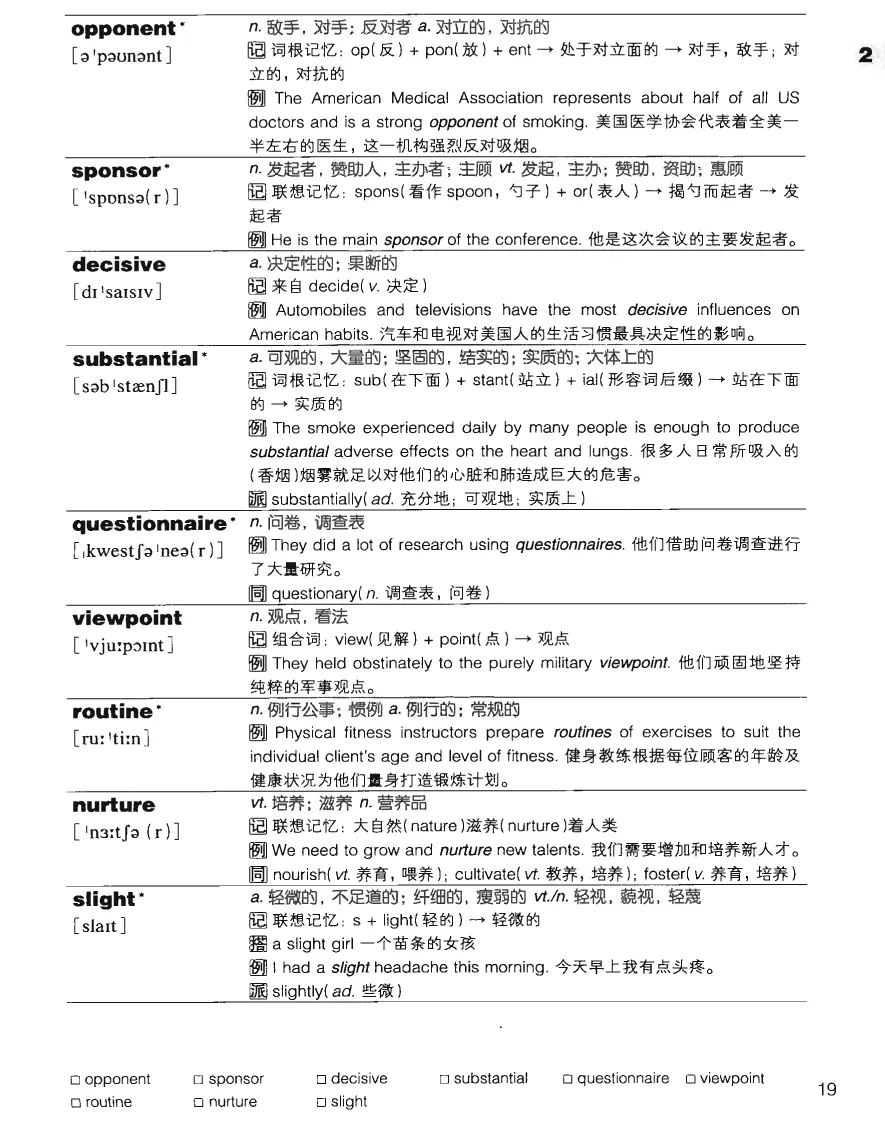 opponent* n. 敌手，对手；反对者 a. 对立的，对抗的
[əˈpəʊnənt] 记 词根记忆：op(反) + pon(放) + ent → 处于对立面的 → 对手，敌手；对
立的，对抗的
2
例 The American Medical Association represents about half of all US
doctors and is a strong opponent of smoking. 美国医学协会代表着全美一
半左右的医生，这一机构强烈反对吸烟。
sponsor* n. 发起者，赞助人，主办者；主顾 vt. 发起，主办；赞助，资助；惠顾
[ˈspɒnsə(r)] 记 联想记忆：spons(看作 spoon，勺子) + or(表人) → 揭勺而起者 → 发
起者
例 He is the main sponsor of the conference. 他是这次会议的主要发起者。
decisive a. 决定性的；果断的
[dɪˈsaɪsɪv] 记 来自 decide(v. 决定)
例 Automobiles and televisions have the most decisive influences on
American habits. 汽车和电视对美国人的生活习惯最具决定性的影响。
substantial* a. 可观的，大量的；坚固的，结实的；实质的；大体上的
[səbˈstænʃl] 记 词根记忆：sub(在下面) + stant(站立) + ial(形容词后缀) → 站在下面
的 → 实质的
例 The smoke experienced daily by many people is enough to produce
substantial adverse effects on the heart and lungs. 很多人日常所吸入的
(香烟)烟雾就足以对他们的心脏和肺造成巨大的危害。
派 substantially(ad. 充分地；可观地；实质上)
questionnaire* n. 问卷，调查表
[ˌkwestʃəˈneə(r)] 例 They did a lot of research using questionnaires. 他们借助问卷调查进行
了大量研究。
同 questionary(n. 调查表，问卷)
viewpoint n. 观点，看法
[ˈvjuːpɔɪnt] 记 组合词：view(见解) + point(点) → 观点
例 They held obstinately to the purely military viewpoint. 他们顽固地坚持
纯粹的军事观点。
routine* n. 例行公事；惯例 a. 例行的；常规的
[ruːˈtiːn] 例 Physical fitness instructors prepare routines of exercises to suit the
individual client's age and level of fitness. 健身教练根据每位顾客的年龄及
健康状况为他们量身打造锻炼计划。
nurture vt. 培养；滋养 n. 营养品
[ˈnɜːtʃə (r)] 记 联想记忆：大自然(nature)滋养(nurture)着人类
例 We need to grow and nurture new talents. 我们需要增加和培养新人才。
同 nourish(vt. 养育，喂养)；cultivate(vt. 教养，培养)；foster(v. 养育，培养)
slight* a. 轻微的，不足道的；纤细的，瘦弱的 vt./n. 轻视，藐视，轻蔑
[slaɪt] 记 联想记忆：s + light(轻的) → 轻微的
搭 a slight girl 一个苗条的女孩
例 I had a slight headache this morning. 今天早上我有点头疼。
派 slightly(ad. 些微)
□ opponent □ sponsor □ decisive □ substantial □ questionnaire □ viewpoint
□ routine □ nurture □ slight
19